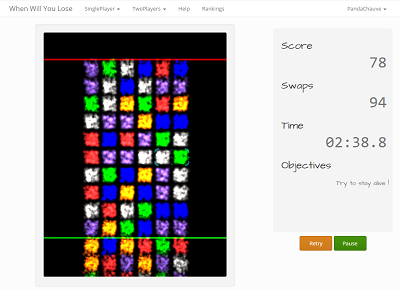 When Will You Lose SinglePlayer TwoPlayers Help Rankings PandaChauve
Score
78
Swaps
94
Time
02:38.8
Objectives
Try to stay alive !
Retry Pause